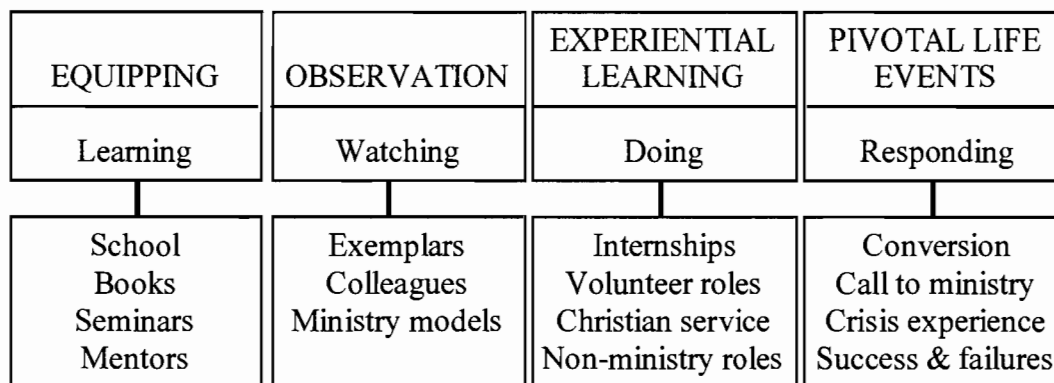 EQUIPPING
Learning
School
Books
Seminars
Mentors
OBSERVATION
Watching
Exemplars
Colleagues
Ministry models
EXPERIENTIAL
LEARNING
Doing
Internships
Volunteer roles
Christian service
Non-ministry roles
PIVOTAL LIFE
EVENTS
Responding
Conversion
Call to ministry
Crisis experience
Success & failures